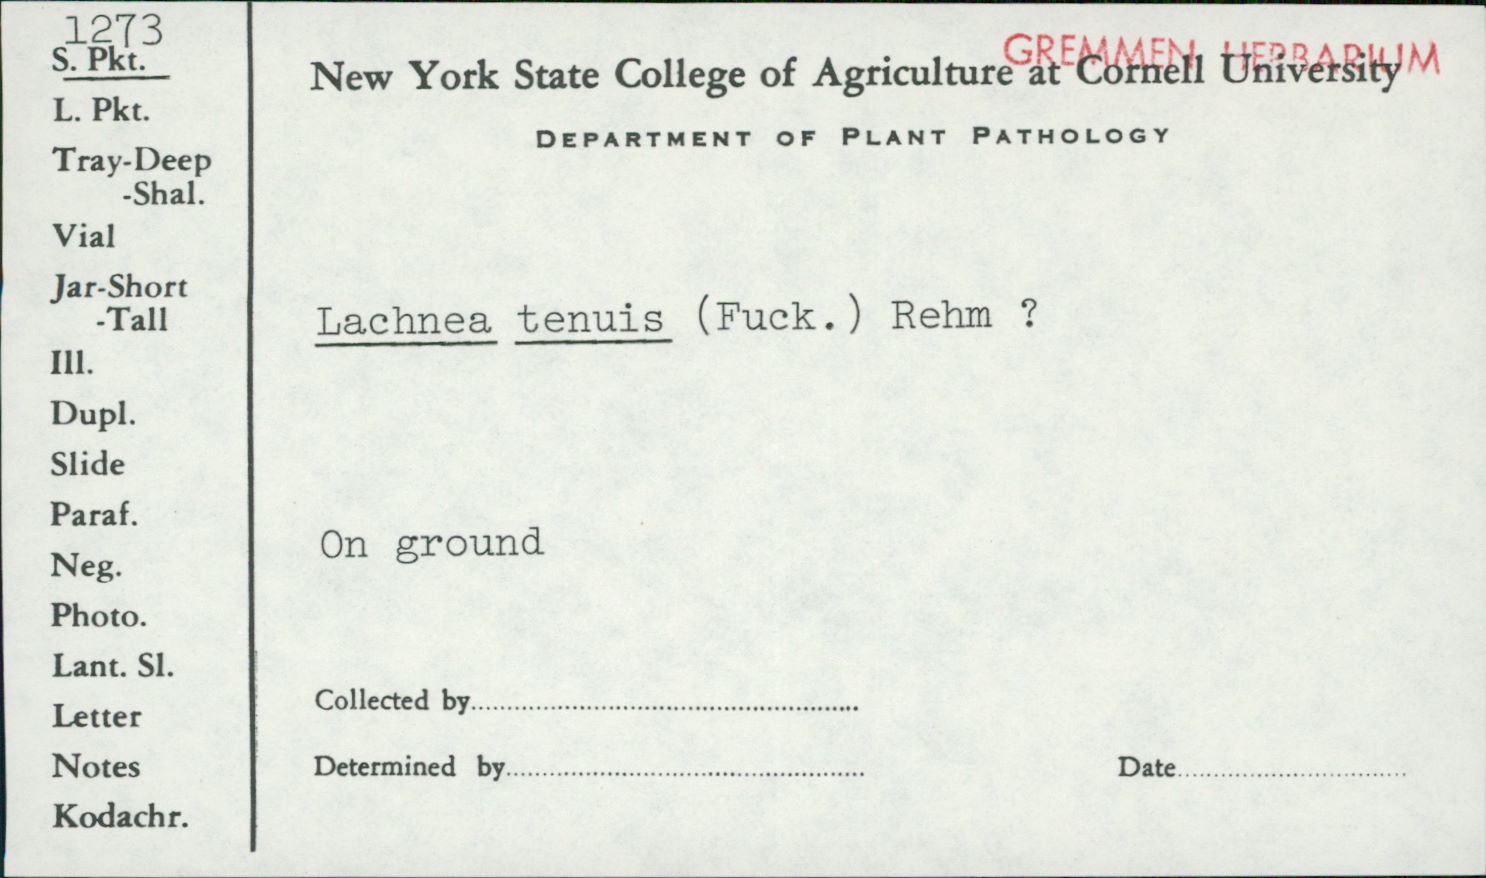 1273
S. Pkt.
L. Pkt.
Tray-Deep
-Shal.
Vial
Jar-Short
-Tall
Ill.
Dupl.
Slide
Paraf.
Neg.
Photo.
Lant. Sl.
Letter
Notes
Kodachr.
GREMMEN HERBARIUM
New York State College of Agriculture at Cornell University
DEPARTMENT OF PLANT PATHOLOGY
Lachnea tenuis (Fuck.) Rehm ?
On ground
Collected by
Determined by
Date